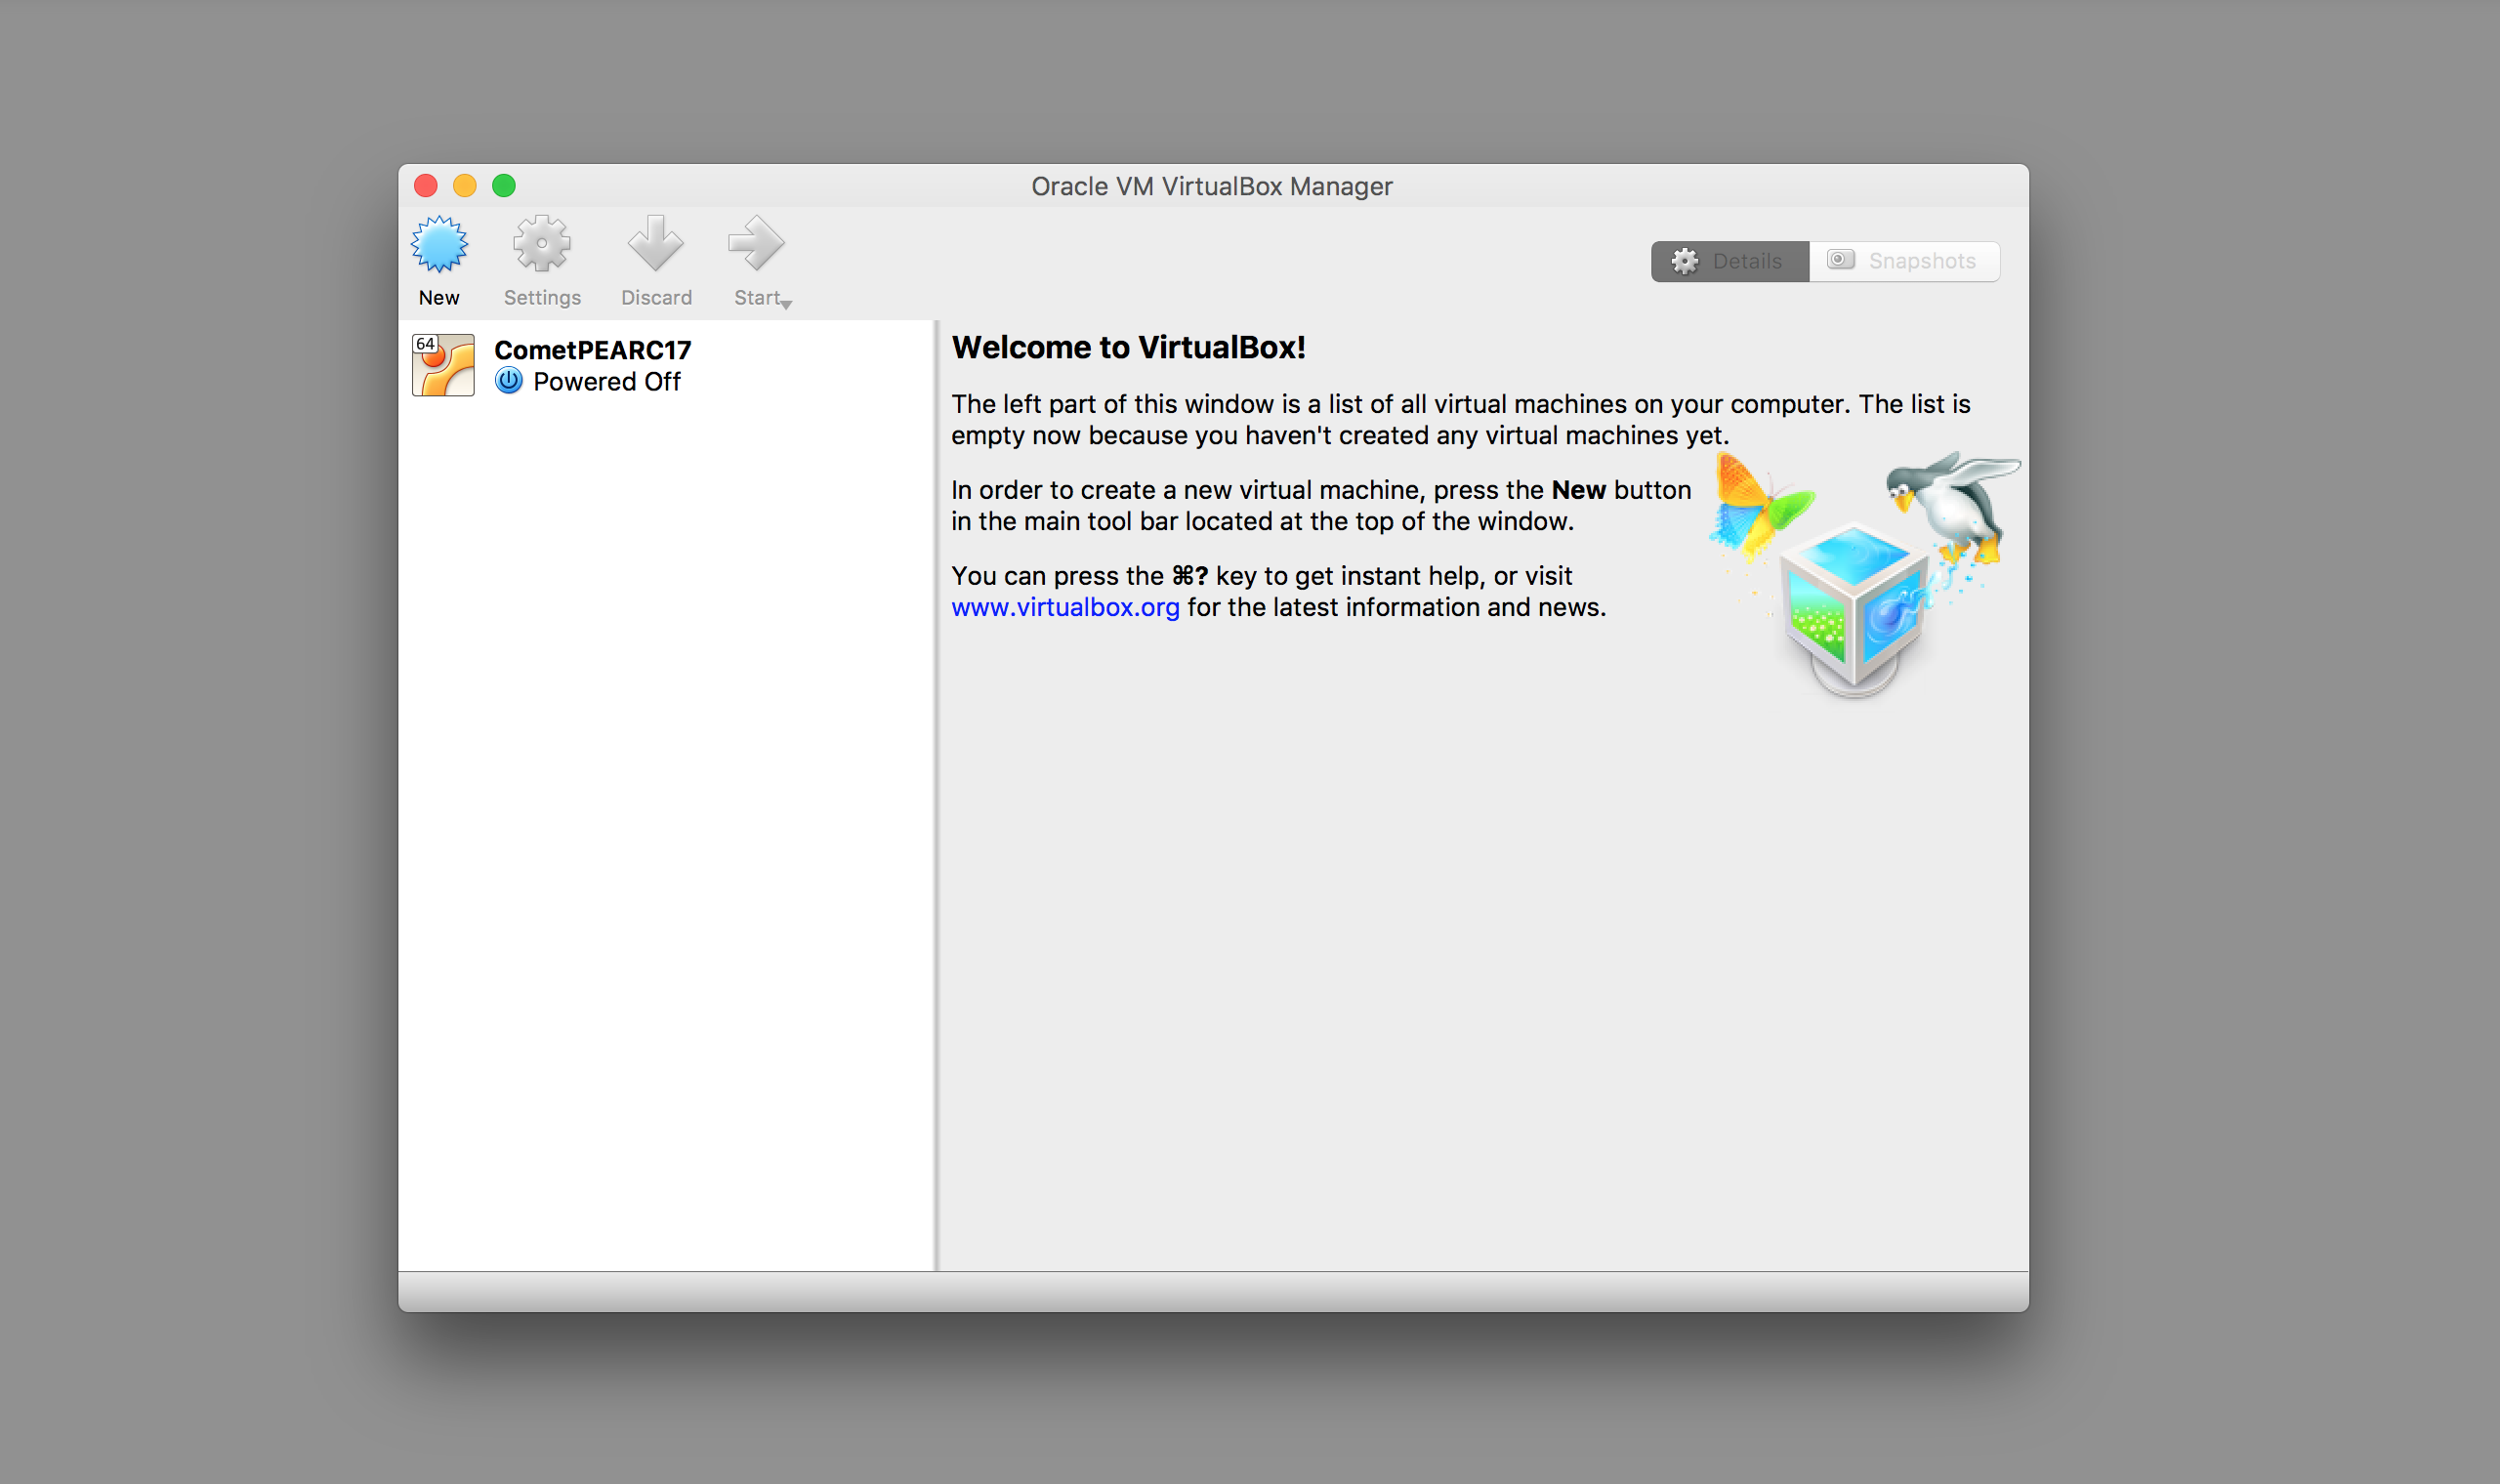 Oracle VM VirtualBox Manager
New
Settings
Discard
Start
Details
Snapshots
64
CometPEARC17
Powered Off
Welcome to VirtualBox!
The left part of this window is a list of all virtual machines on your computer. The list is
empty now because you haven't created any virtual machines yet.
In order to create a new virtual machine, press the New button
in the main tool bar located at the top of the window.
You can press the ⌘? key to get instant help, or visit
www.virtualbox.org for the latest information and news.